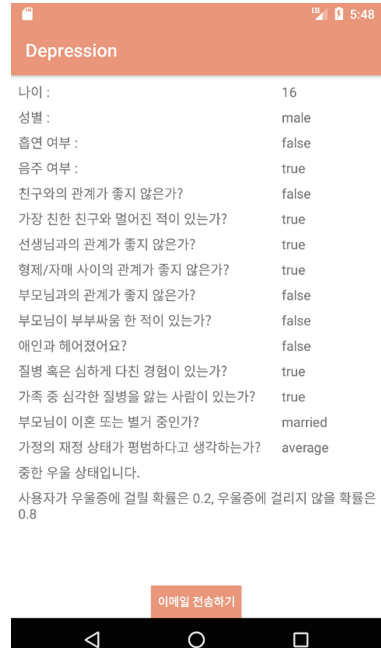 LTE 5:48
Depression
나이 : 16
성별 : male
흡연 여부 : false
음주 여부 : true
친구와의 관계가 좋지 않은가? false
가장 친한 친구와 멀어진 적이 있는가? true
선생님과의 관계가 좋지 않은가? true
형제/자매 사이의 관계가 좋지 않은가? true
부모님과의 관계가 좋지 않은가? false
부모님이 부부싸움 한 적이 있는가? false
애인과 헤어졌어요? false
질병 혹은 심하게 다친 경험이 있는가? true
가족 중 심각한 질병을 앓는 사람이 있는가? true
부모님이 이혼 또는 별거 중인가? married
가정의 재정 상태가 평범하다고 생각하는가? average
중한 우울 상태입니다.
사용자가 우울증에 걸릴 확률은 0.2, 우울증에 걸리지 않을 확률은
0.8
이메일 전송하기